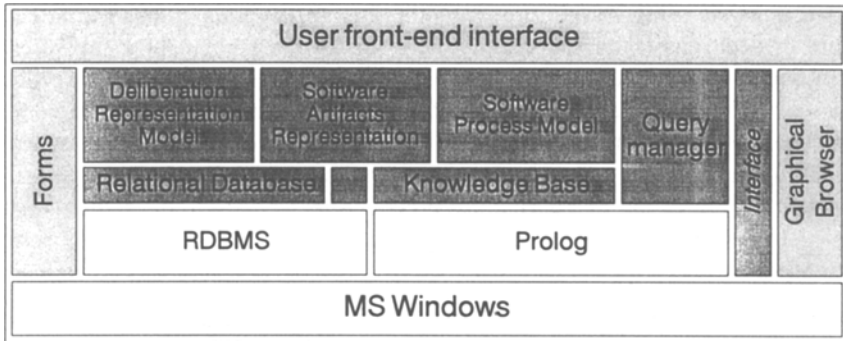 User front-end interface
Forms
Deliberation
Representation
Model
Software
Artifacts
Representation
Software
Process Model
Query
manager
Interface
Graphical
Browser
Relational Database
Knowledge Base
RDBMS
Prolog
MS Windows